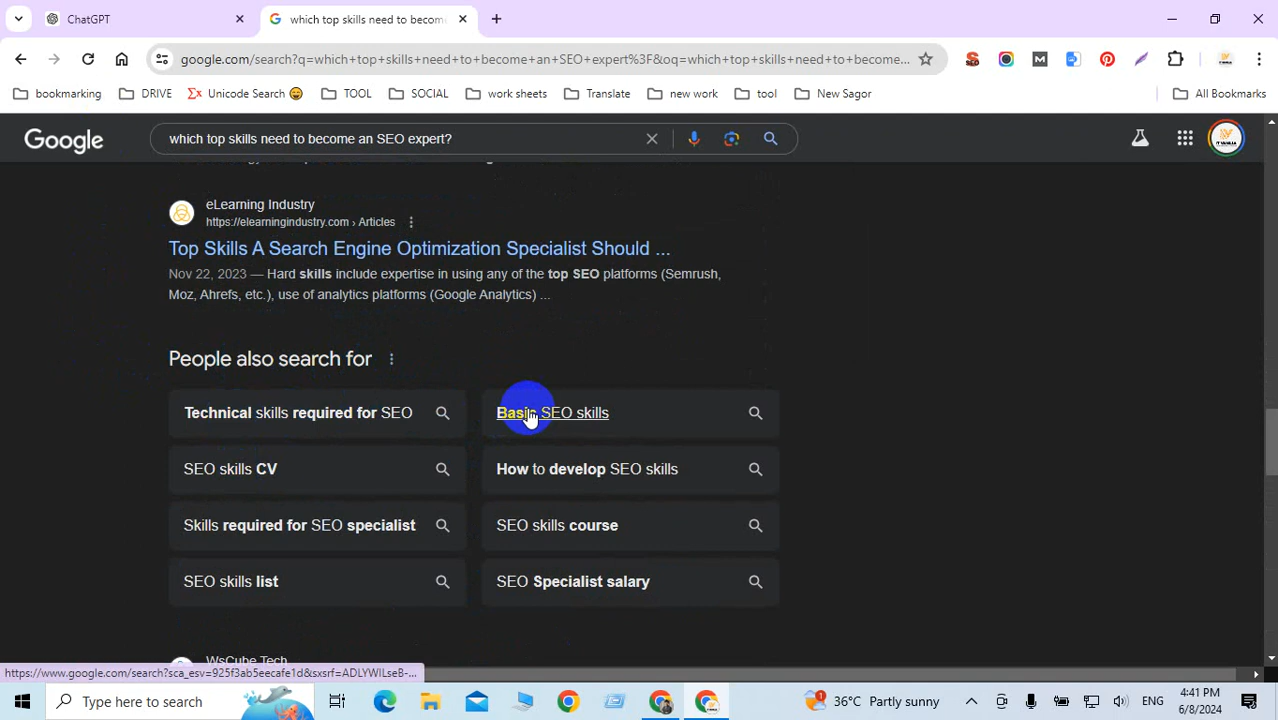 ChatGPT
which top skills need to becom
google.com/search?q=which+top+skills+need+to+become+an+SEO+expert%3F&oq=which+top+skills+need+to+become...
bookmarking
DRIVE
Unicode Search
TOOL
SOCIAL
work sheets
Translate
new work
tool
New Sagor
All Bookmarks
Google
which top skills need to become an SEO expert?
eLearning Industry
https://elearningindustry.com › Articles
Top Skills A Search Engine Optimization Specialist Should ...
Nov 22, 2023 — Hard skills include expertise in using any of the top SEO platforms (Semrush,
Moz, Ahrefs, etc.), use of analytics platforms (Google Analytics) ...
People also search for
Technical skills required for SEO
Basic SEO skills
SEO skills CV
How to develop SEO skills
Skills required for SEO specialist
SEO skills course
SEO skills list
SEO Specialist salary
WsCube Tech
https://www.google.com/search?sca_esv=925f3ab5eecafe1d&sxsrf=ADLYWILseB-...
Type here to search
36°C Partly sunny
ENG
4:41 PM
6/8/2024